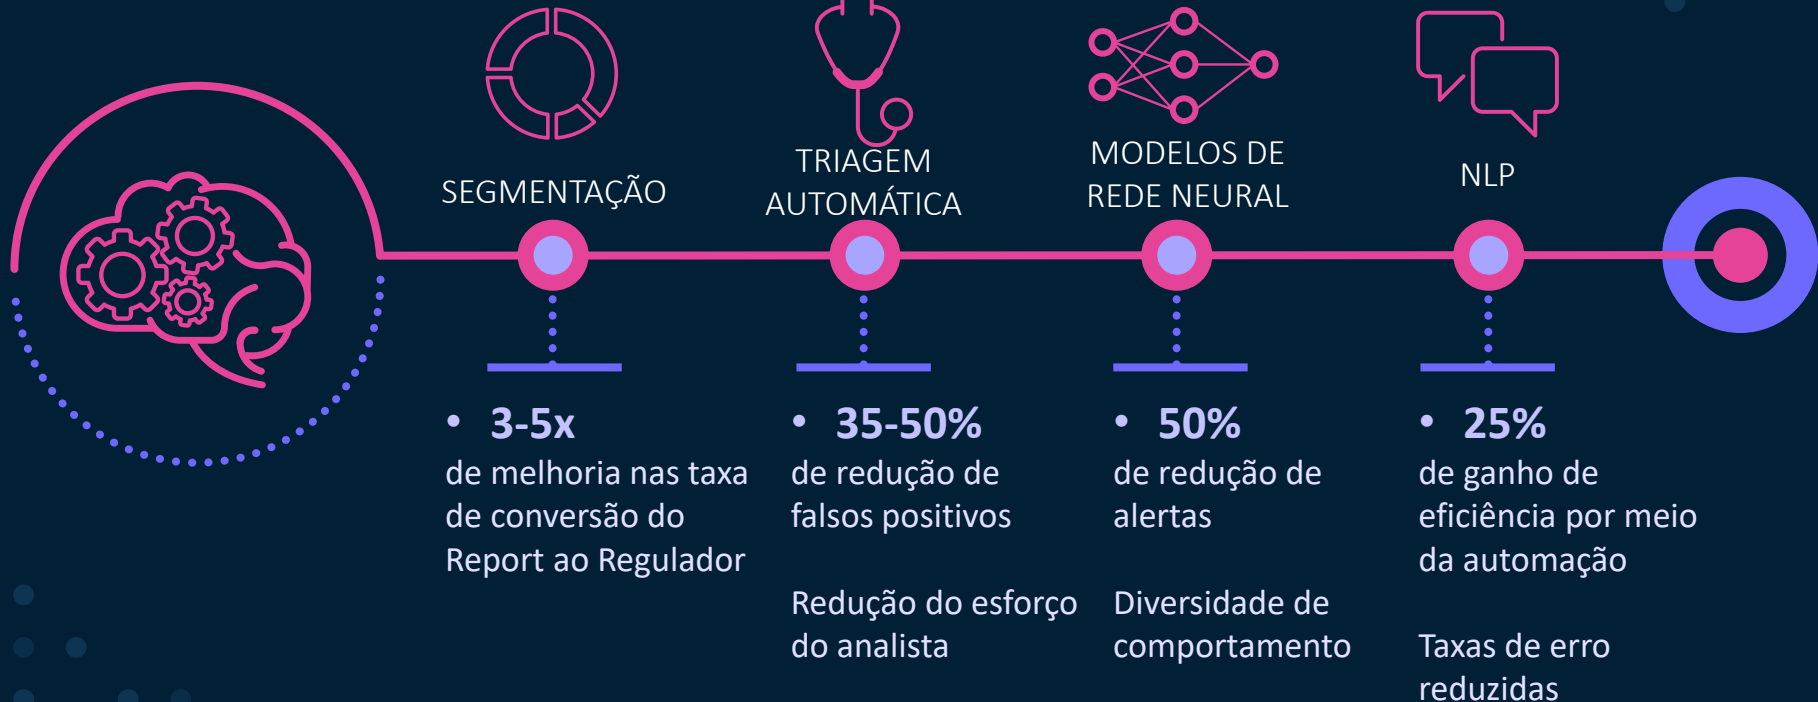 SEGMENTAÇÃO
• 3-5x
de melhoria nas taxa
de conversão do
Report ao Regulador
TRIAGEM
AUTOMÁTICA
• 35-50%
de redução de
falsos positivos
Redução do esforço
do analista
MODELOS DE
REDE NEURAL
• 50%
de redução de
alertas
Diversidade de
comportamento
NLP
• 25%
de ganho de
eficiência por meio
da automação
Taxas de erro
reduzidas